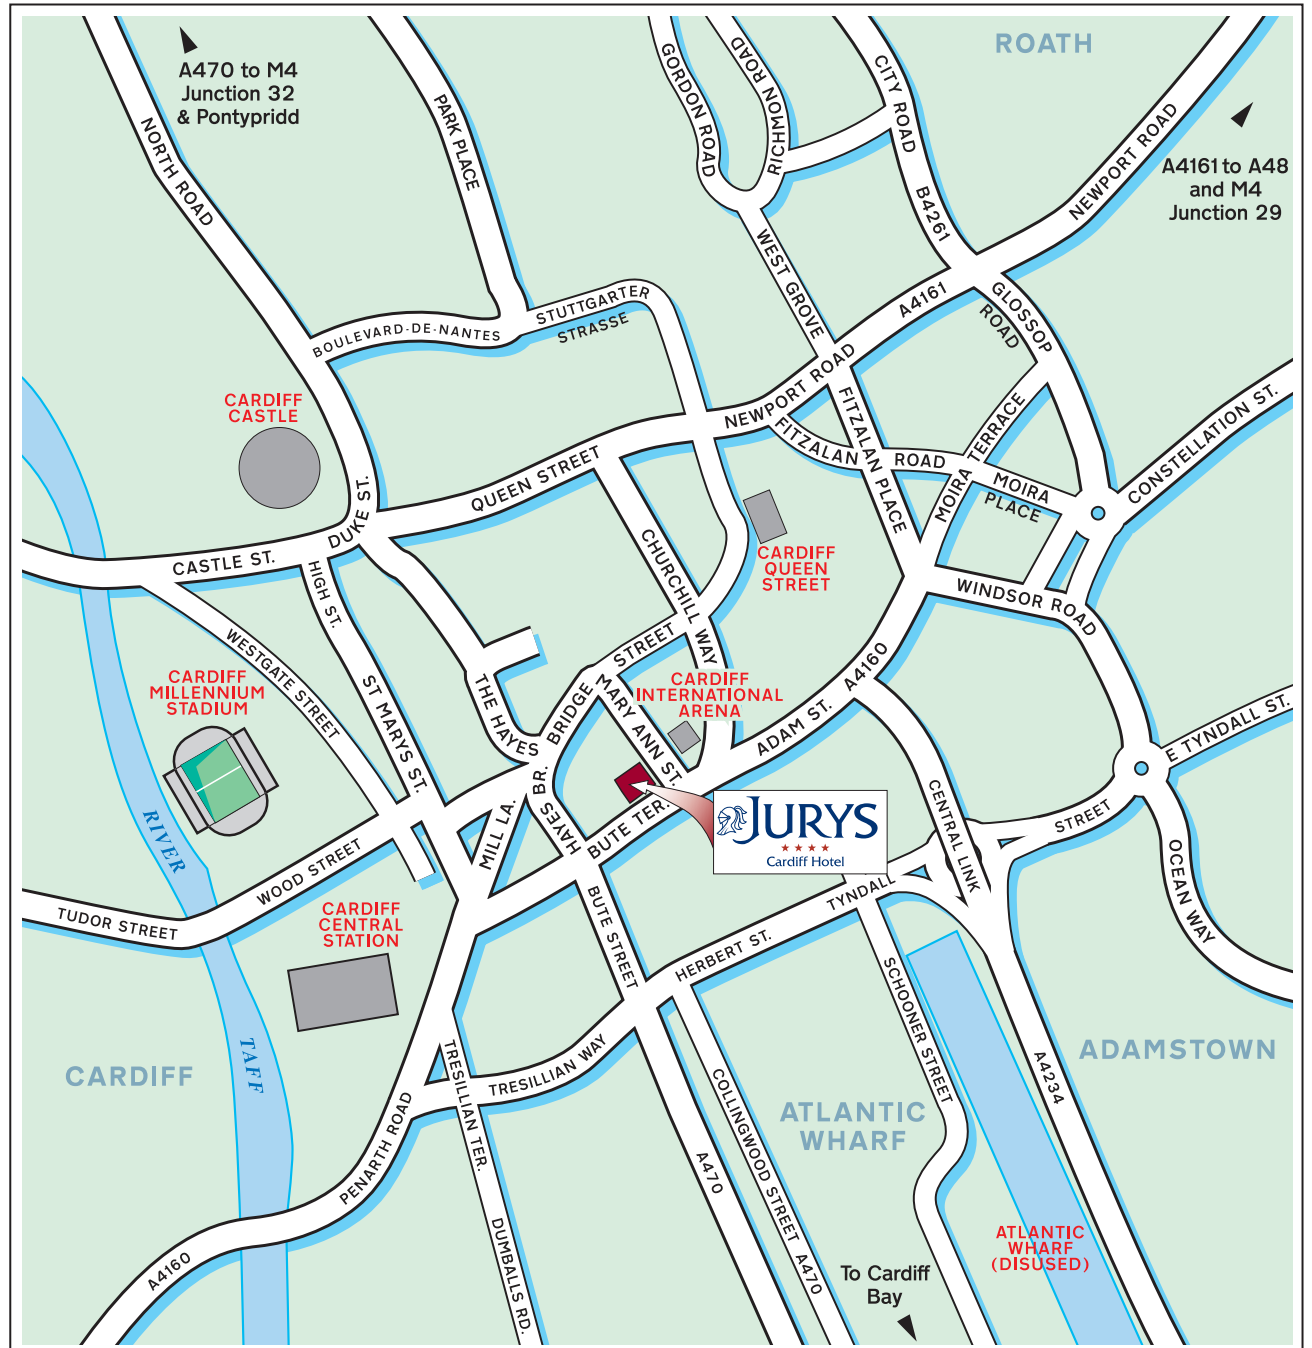 A470 to M4
Junction 32
& Pontypridd
ROATH
A4161 to A48
and M4
Junction 29
NORTH ROAD
PARK PLACE
GORDON ROAD
RICHMON ROAD
CITY ROAD
B4261
NEWPORT ROAD
WEST GROVE
A4161
GLOSSOP
ROAD
BOULEVARD-DE-NANTES
STUTTGARTER
STRASSE
NEWPORT ROAD
CARDIFF
CASTLE
FITZALAN PLACE
FITZALAN ROAD
MOIRA TERRACE
MOIRA
PLACE
CONSTELLATION ST.
QUEEN STREET
DUKE ST.
CASTLE ST.
HIGH ST.
CHURCHILL WAY
CARDIFF
QUEEN
STREET
WINDSOR ROAD
WESTGATE STREET
ST MARYS ST.
THE HAYES
BRIDGE STREET
MARY ANN ST.
CARDIFF
INTERNATIONAL
ARENA
A4160
ADAM ST.
CARDIFF
MILLENNIUM
STADIUM
E TYNDALL ST.
RIVER
TAFF
HAYES BR.
MILL LA.
BUTE TER.
JURYS
Cardiff Hotel
CENTRAL LINK
TYNDALL
STREET
OCEAN WAY
WOOD STREET
TUDOR STREET
CARDIFF
CENTRAL
STATION
BUTE STREET
HERBERT ST.
SCHOONER STREET
TRESILLIAN WAY
TRESILLIAN TER.
COLLINGWOOD STREET
A470
A470
A4234
ADAMSTOWN
CARDIFF
ATLANTIC
WHARF
PENARTH ROAD
A4160
DUMBALLS RD.
ATLANTIC
WHARF
(DISUSED)
To Cardiff
Bay